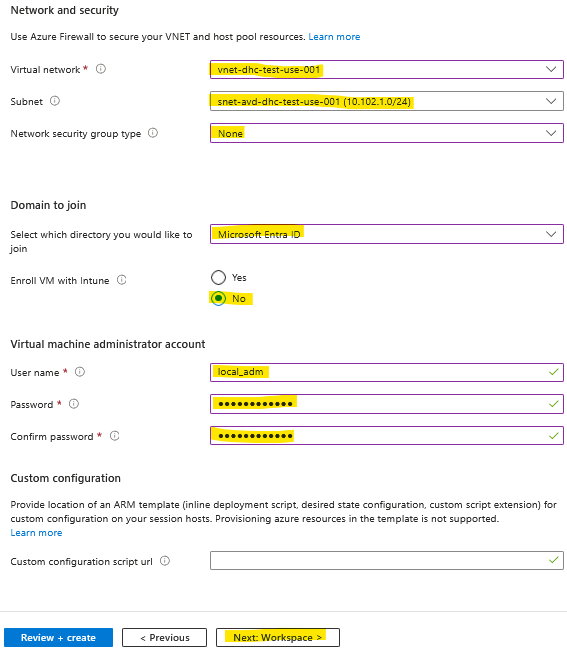 Network and security
Use Azure Firewall to secure your VNET and host pool resources. Learn more
Virtual network *
vnet-dhc-test-use-001
Subnet
snet-avd-dhc-test-use-001 (10.102.1.0/24)
Network security group type
None
Domain to join
Select which directory you would like to
join
Microsoft Entra ID
Enroll VM with Intune
Yes
No
Virtual machine administrator account
User name *
local_adm
Password *
••••••••••••
Confirm password *
••••••••••••
Custom configuration
Provide location of an ARM template (inline deployment script, desired state configuration, custom script extension) for
custom configuration on your session hosts. Provisioning azure resources in the template is not supported.
Learn more
Custom configuration script url
Review + create
< Previous
Next: Workspace >